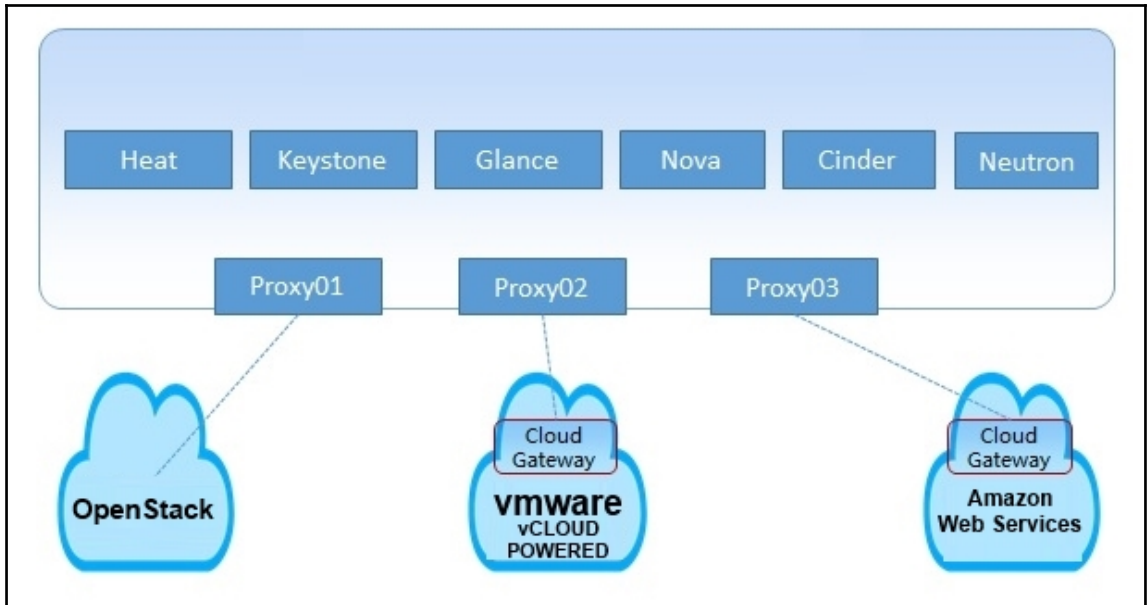 Heat
Keystone
Glance
Nova
Cinder
Neutron
Proxy01
Proxy02
Proxy03
OpenStack
Cloud
Gateway
vmware
vCLOUD
POWERED
Cloud
Gateway
Amazon
Web Services